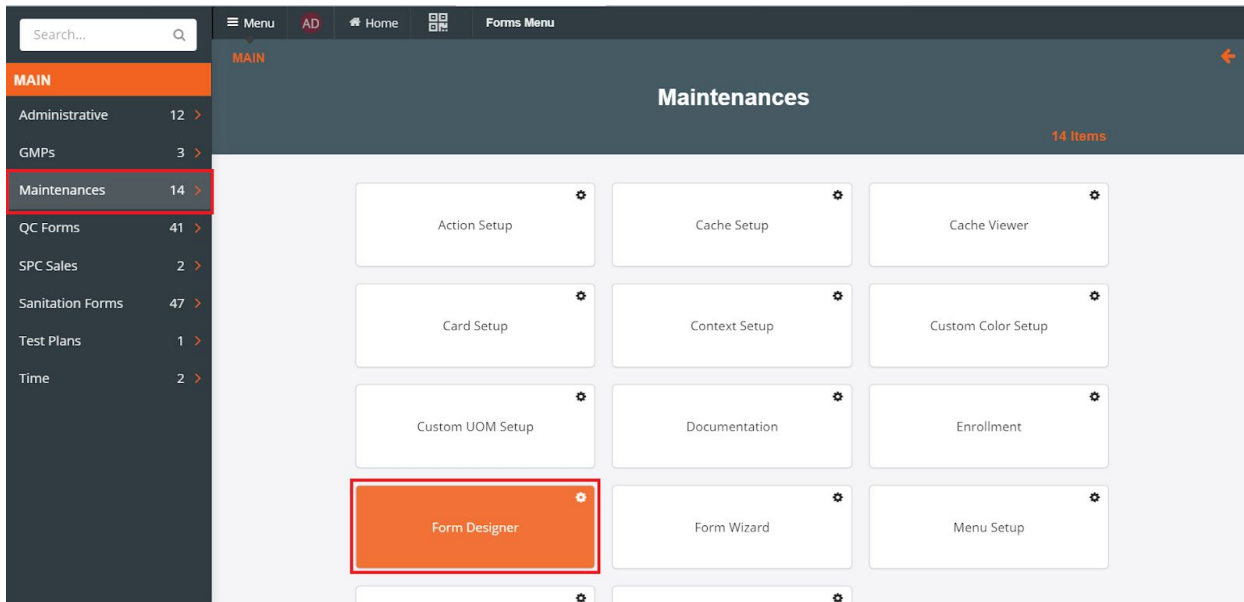 Search...
Menu AD Home Forms Menu
MAIN
MAIN
Administrative 12
GMPs 3
Maintenances 14
QC Forms 41
SPC Sales 2
Sanitation Forms 47
Test Plans 1
Time 2
Maintenances
14 Items
Action Setup
Cache Setup
Cache Viewer
Card Setup
Context Setup
Custom Color Setup
Custom UOM Setup
Documentation
Enrollment
Form Designer
Form Wizard
Menu Setup